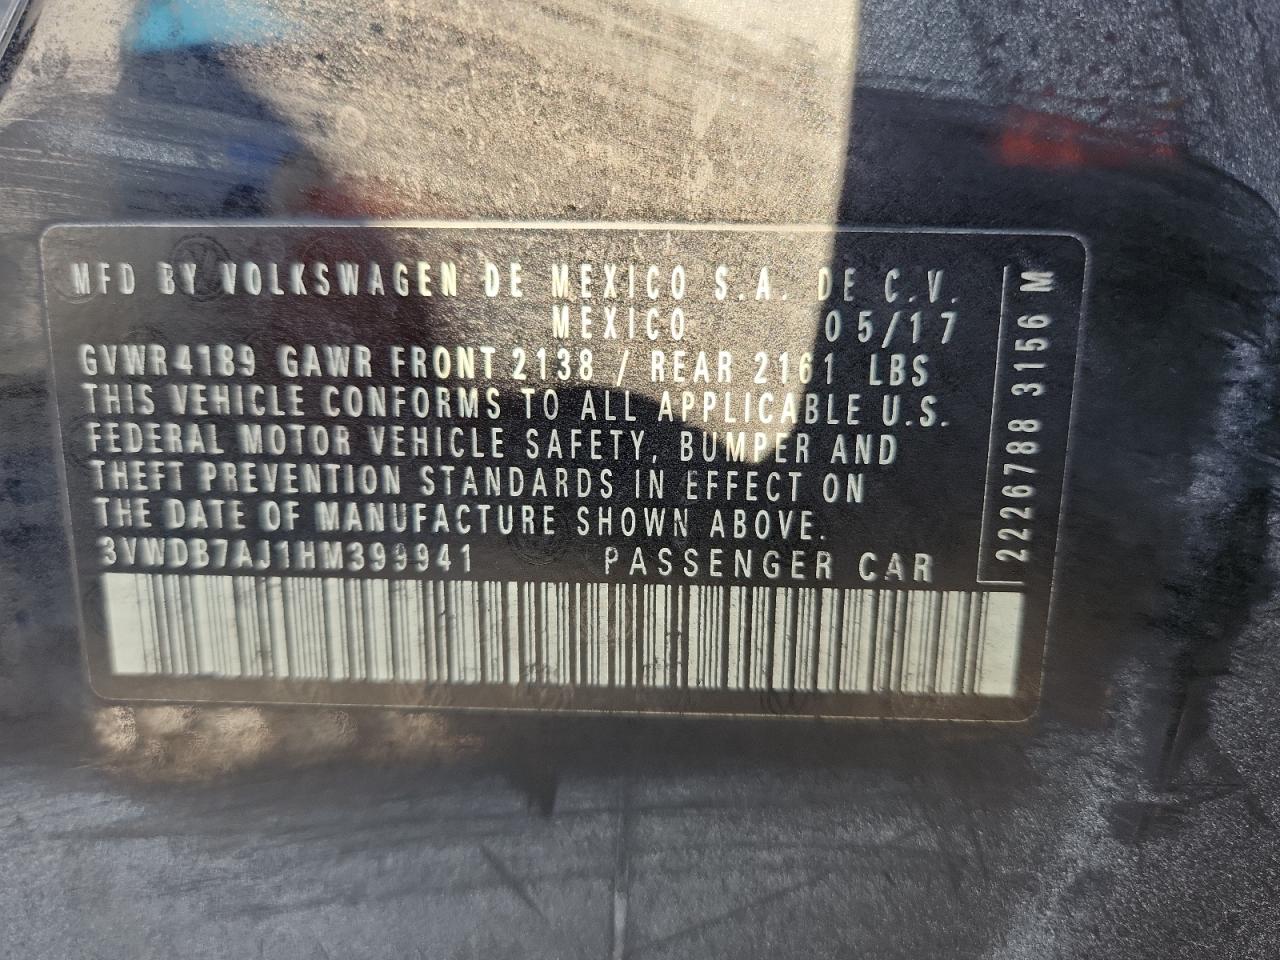 MFD BY VOLKSWAGEN DE MEXICO S.A. DE C.V.
MEXICO 05/17
GVWR 4189 GAWR FRONT 2138 / REAR 2161 LBS
THIS VEHICLE CONFORMS TO ALL APPLICABLE U.S.
FEDERAL MOTOR VEHICLE SAFETY, BUMPER AND
THEFT PREVENTION STANDARDS IN EFFECT ON
THE DATE OF MANUFACTURE SHOWN ABOVE.
3VWDB7AJ1HM399941 PASSENGER CAR
2226788 3156 M